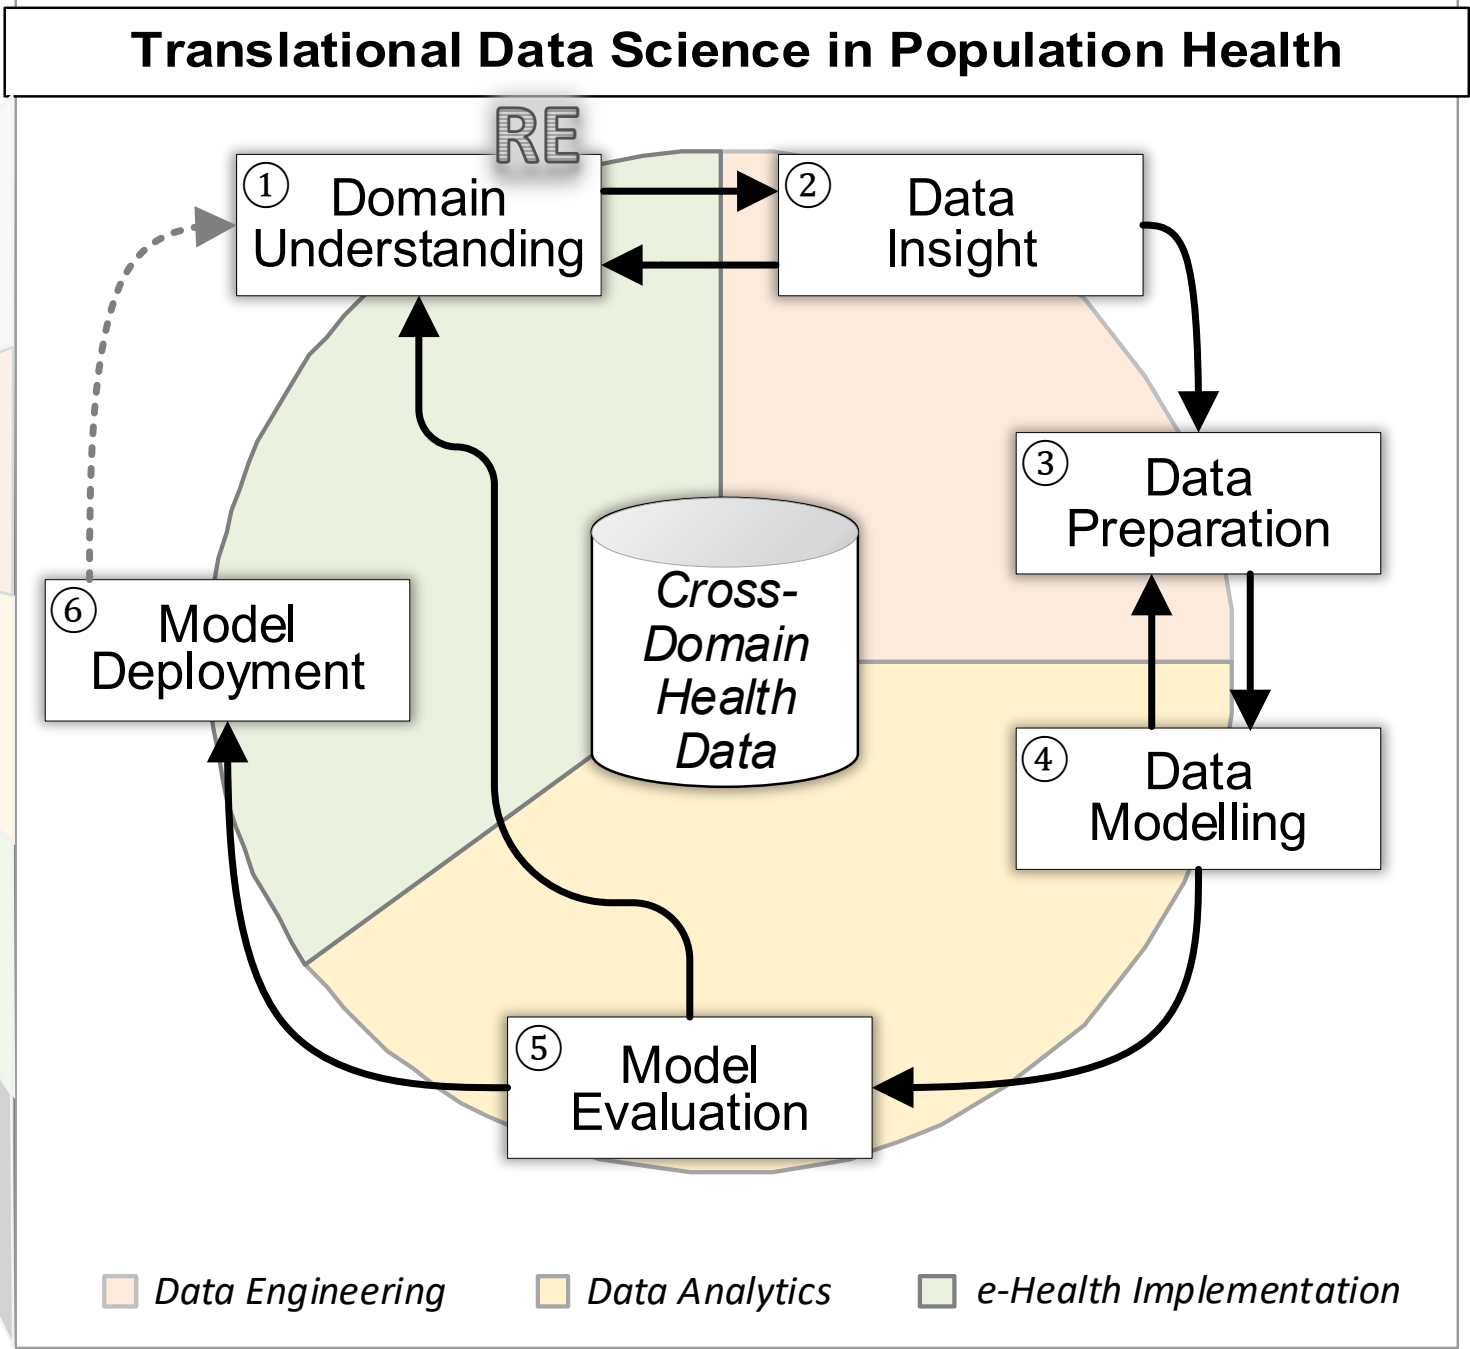 Translational Data Science in Population Health
RE
①
Domain
Understanding
②
Data
Insight
③
Data
Preparation
④
Data
Modelling
⑤
Model
Evaluation
⑥
Model
Deployment
Cross-
Domain
Health
Data
Data Engineering
Data Analytics
e-Health Implementation